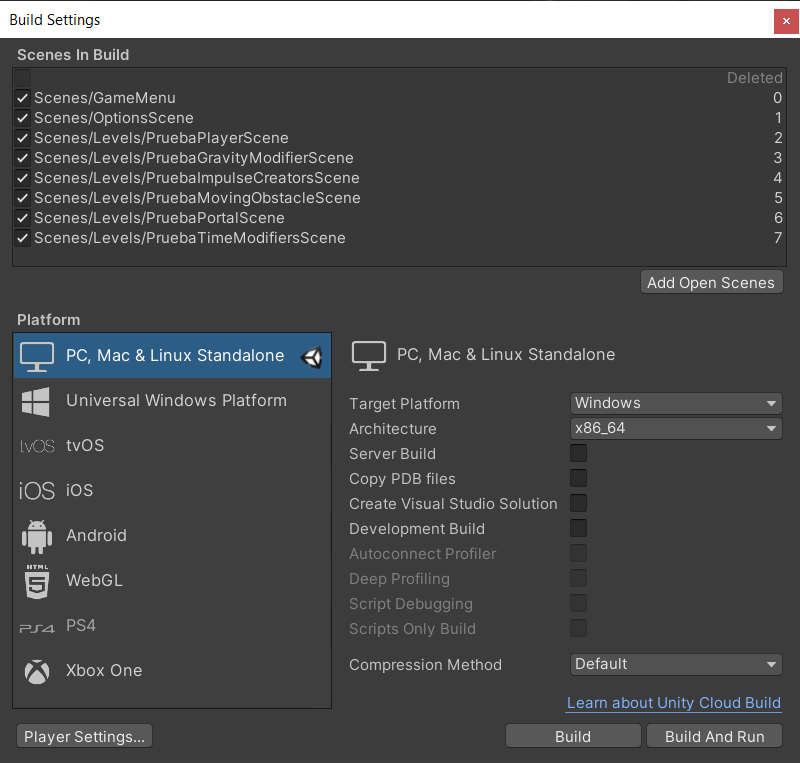 Build Settings
Scenes In Build
Deleted
Scenes/GameMenu 0
Scenes/OptionsScene 1
Scenes/Levels/PruebaPlayerScene 2
Scenes/Levels/PruebaGravityModifierScene 3
Scenes/Levels/PruebaImpulseCreatorsScene 4
Scenes/Levels/PruebaMovingObstacleScene 5
Scenes/Levels/PruebaPortalScene 6
Scenes/Levels/PruebaTimeModifiersScene 7
Add Open Scenes
Platform
PC, Mac & Linux Standalone
Universal Windows Platform
tvOS tvOS
iOS iOS
Android
HTML 5 WebGL
PS4 PS4
Xbox One
PC, Mac & Linux Standalone
Target Platform Windows
Architecture x86_64
Server Build
Copy PDB files
Create Visual Studio Solution
Development Build
Autoconnect Profiler
Deep Profiling
Script Debugging
Scripts Only Build
Compression Method Default
Learn about Unity Cloud Build
Player Settings... Build Build And Run